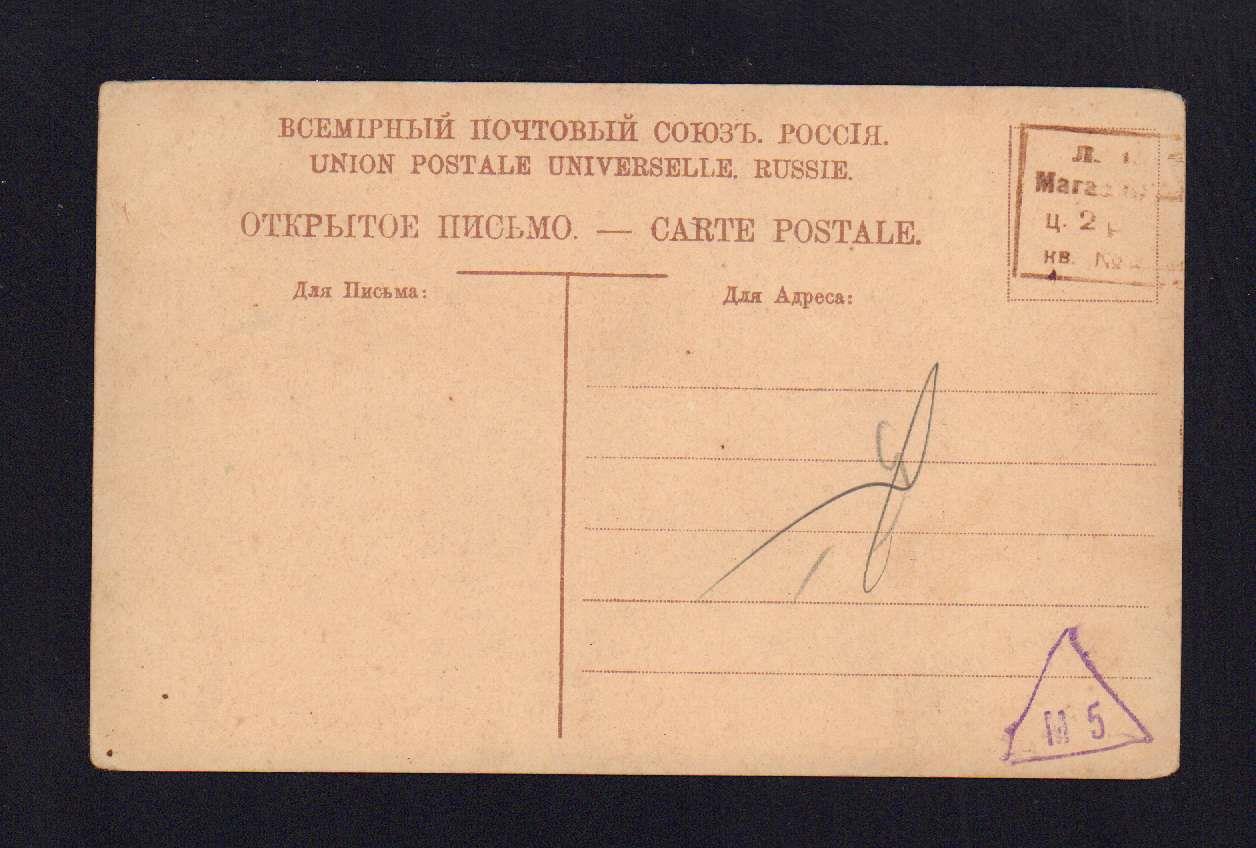 ВСЕМІРНЫЙ ПОЧТОВЫЙ СОЮЗЪ. РОССІЯ.
UNION POSTALE UNIVERSELLE. RUSSIE.
ОТКРЫТОЕ ПИСЬМО. — CARTE POSTALE.
Для Письма:
Для Адреса:
Л.
ц. 2
кв. №
М 5